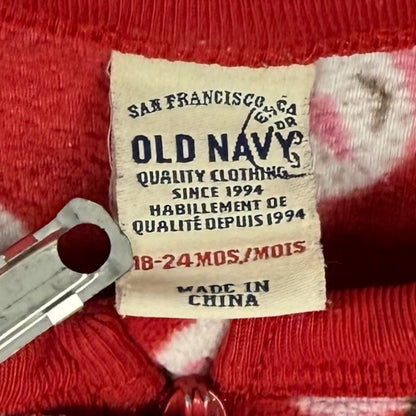 SAN FRANCISCO, CA
OLD NAVY
QUALITY CLOTHING
SINCE 1994
HABILLEMENT DE
QUALITÉ DEPUIS 1994
18-24 MOS./MOIS
MADE IN
CHINA